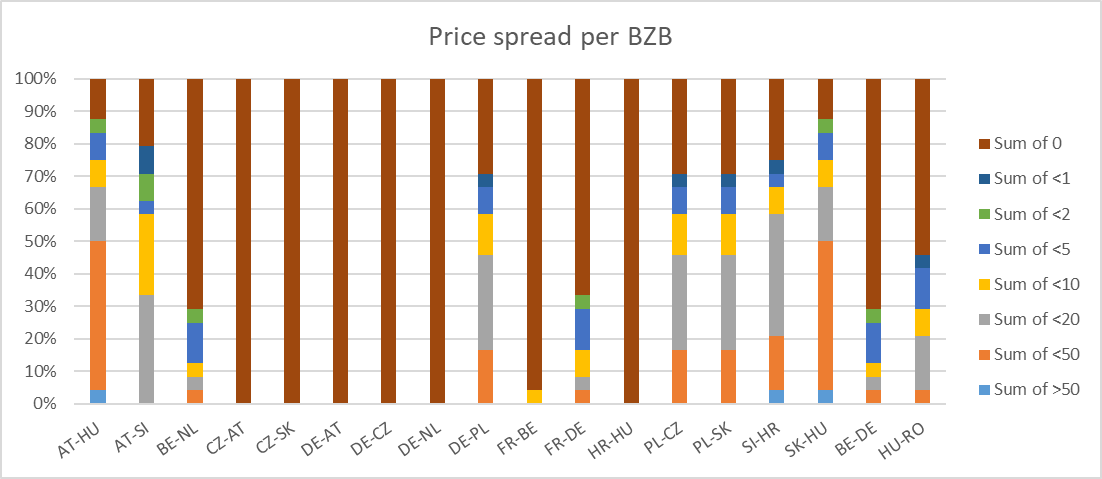 Price spread per BZB
100%
90%
80%
70%
60%
50%
40%
30%
20%
10%
0%
AT-HU
AT-SI
BE-NL
CZ-AT
CZ-SK
DE-AT
DE-CZ
DE-NL
DE-PL
FR-BE
FR-DE
HR-HU
PL-CZ
PL-SK
SI-HR
SK-HU
BE-DE
HU-RO
Sum of 0
Sum of <1
Sum of <2
Sum of <5
Sum of <10
Sum of <20
Sum of <50
Sum of >50